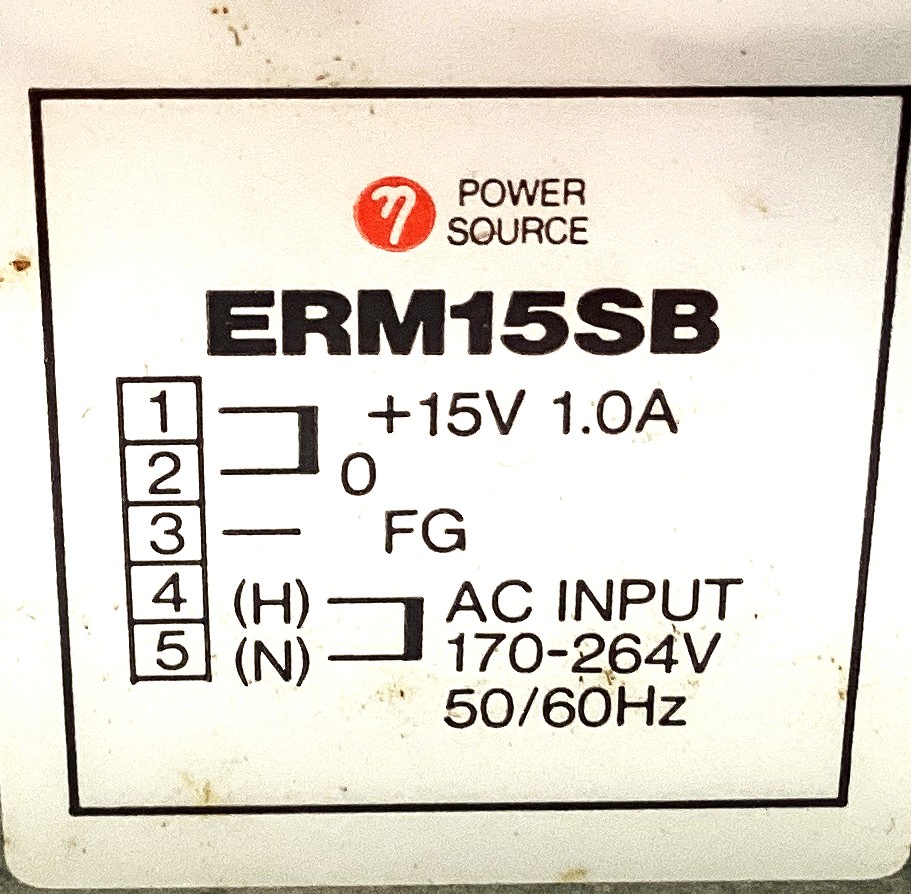 η POWER
SOURCE
ERM15SB
1 +15V 1.0A
2 0
3 FG
4 (H) AC INPUT
5 (N) 170-264V
50/60Hz